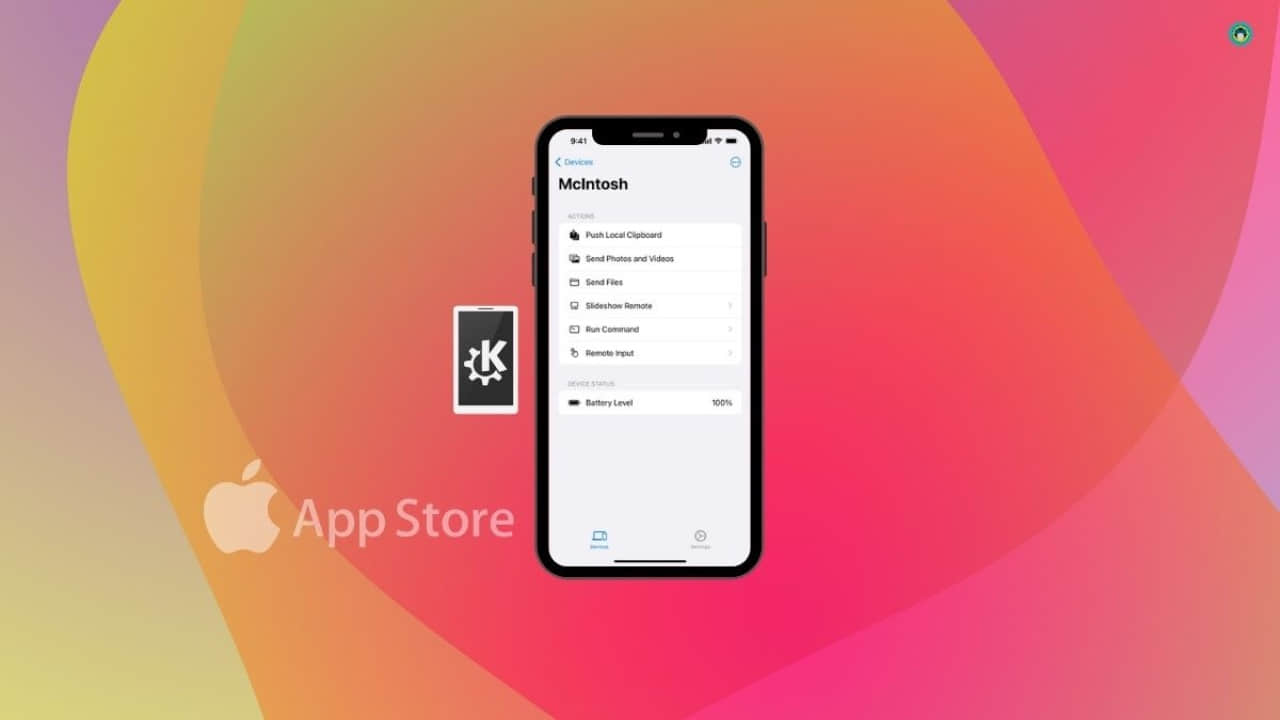 9:41
Devices
McIntosh
ACTIONS
Push Local Clipboard
Send Photos and Videos
Send Files
Slideshow Remote
Run Command
Remote Input
DEVICE STATUS
Battery Level 100%
K
App Store
Devices
Settings